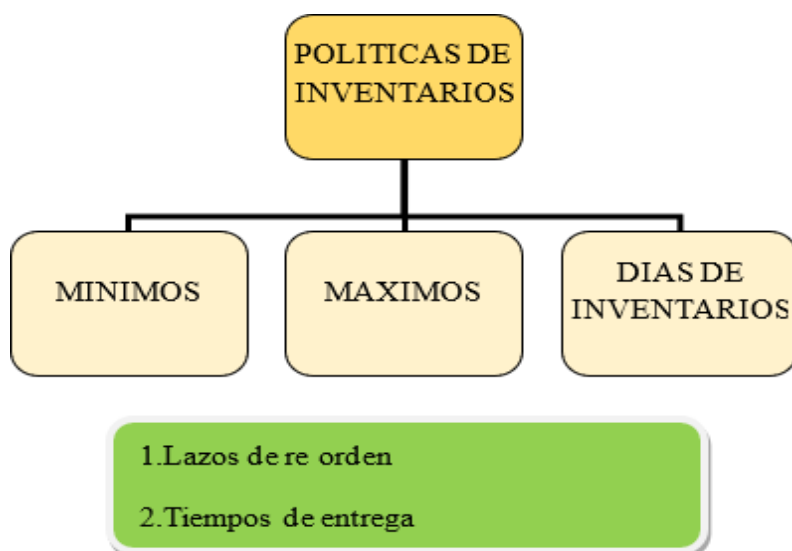 POLITICAS DE
INVENTARIOS
MINIMOS
MAXIMOS
DIAS DE
INVENTARIOS
1.Lazos de re orden
2.Tiempos de entrega